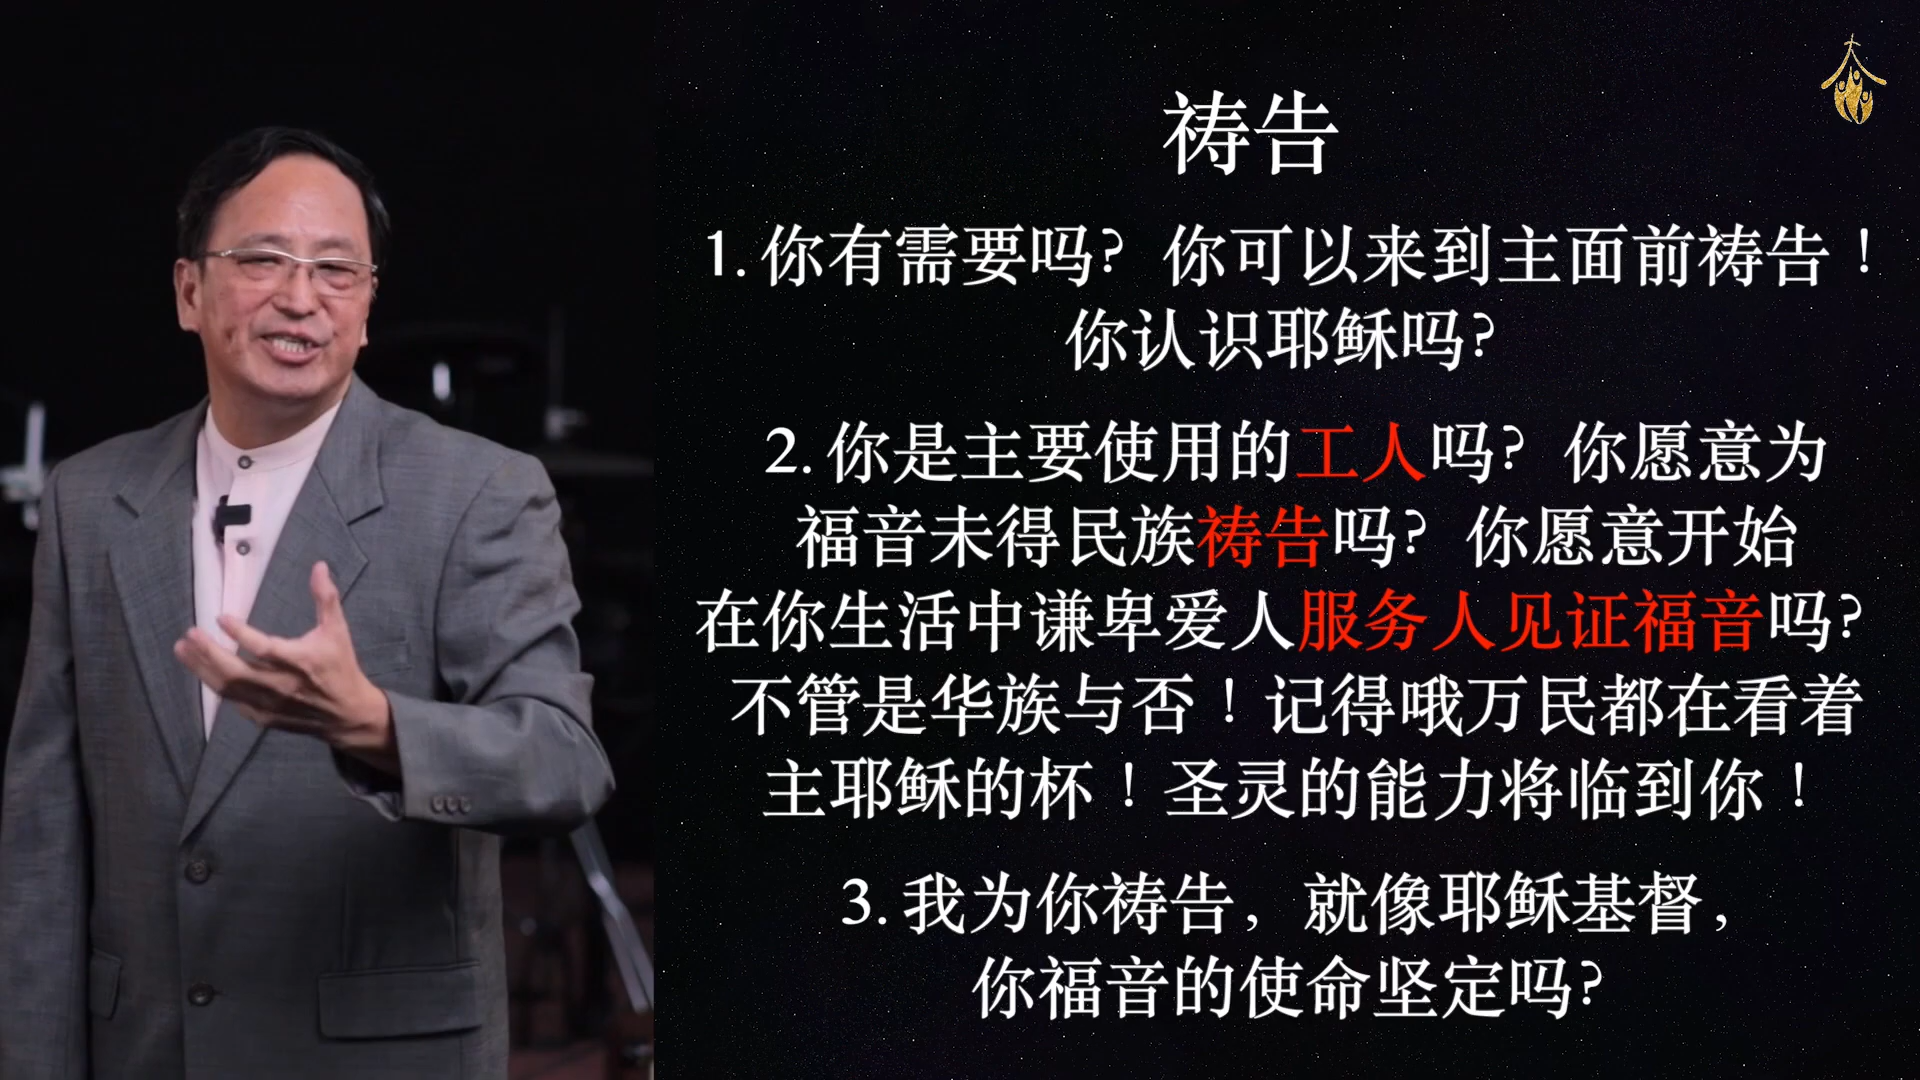 祷告
1. 你有需要吗？你可以来到主面前祷告！
你认识耶稣吗？
2. 你是主要使用的工人吗？你愿意为
福音未得民族祷告吗？你愿意开始
在你生活中谦卑爱人服务人见证福音吗？
不管是华族与否！记得哦万民都在看着
主耶稣的杯！圣灵的能力将临到你！
3. 我为你祷告，就像耶稣基督，
你福音的使命坚定吗？